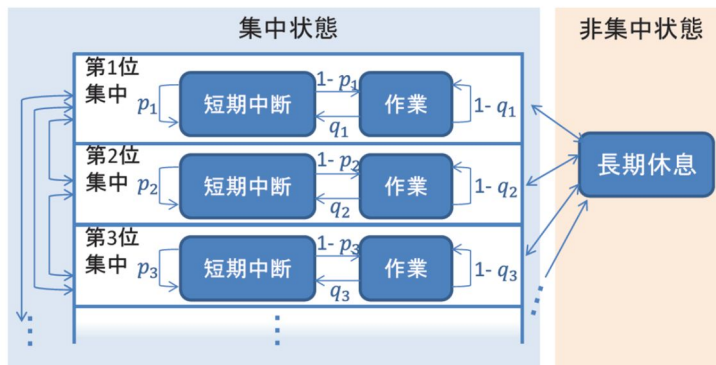 集中状態
非集中状態
第1位
集中
p₁
短期中断
1- p₁
q₁
作業
1- q₁
第2位
集中
p₂
短期中断
1- p₂
q₂
作業
1- q₂
第3位
集中
p₃
短期中断
1- p₃
q₃
作業
1- q₃
長期休息